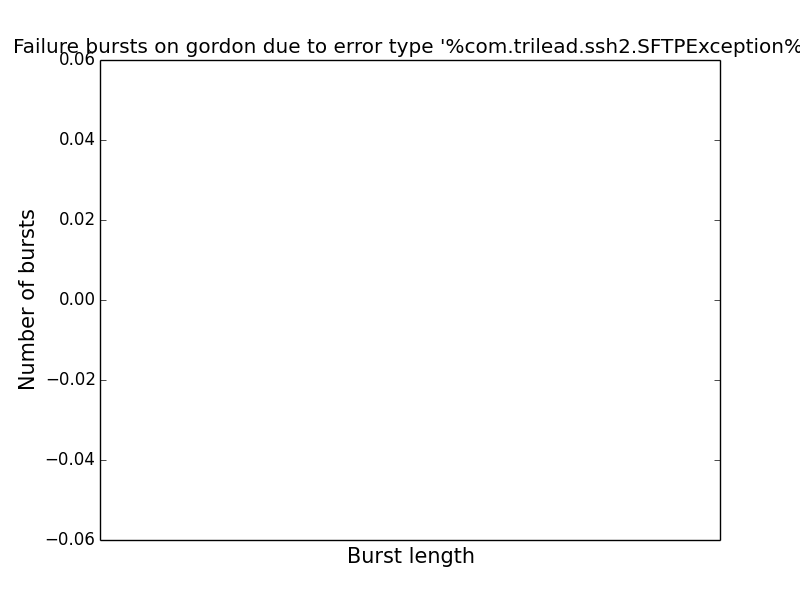 Failure bursts on gordon due to error type '%com.trilead.ssh2.SFTPException%
0.06
0.04
0.02
0.00
−0.02
−0.04
−0.06
Number of bursts
Burst length